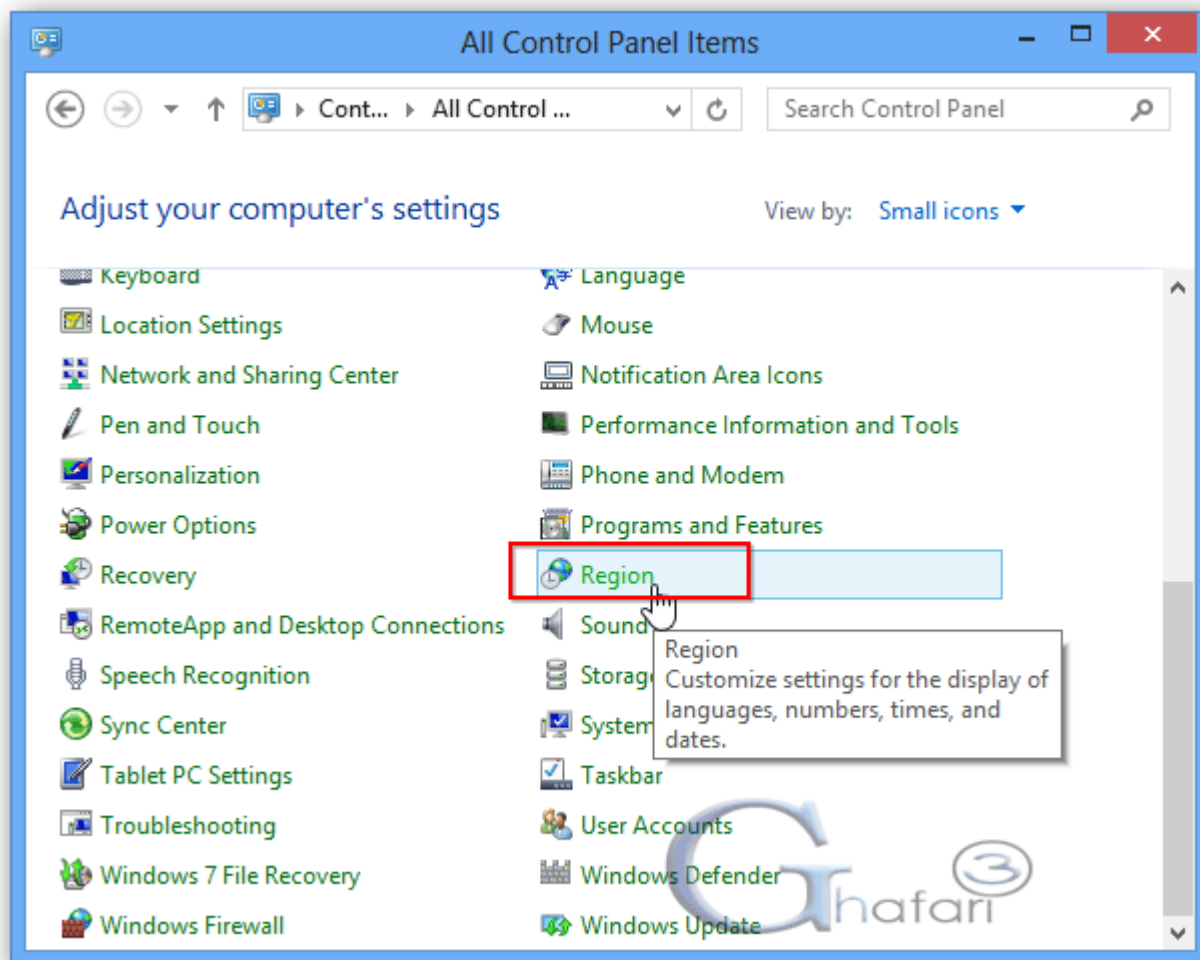 All Control Panel Items
Cont... All Control ...
Search Control Panel
Adjust your computer's settings
View by: Small icons
Keyboard
Language
Location Settings
Mouse
Network and Sharing Center
Notification Area Icons
Pen and Touch
Performance Information and Tools
Personalization
Phone and Modem
Power Options
Programs and Features
Recovery
Region
RemoteApp and Desktop Connections
Sound
Region
Customize settings for the display of
languages, numbers, times, and
dates.
Speech Recognition
Sync Center
System
Tablet PC Settings
Taskbar
Troubleshooting
User Accounts
Windows 7 File Recovery
Windows Defender
Windows Firewall
Windows Update
Ghafari
3